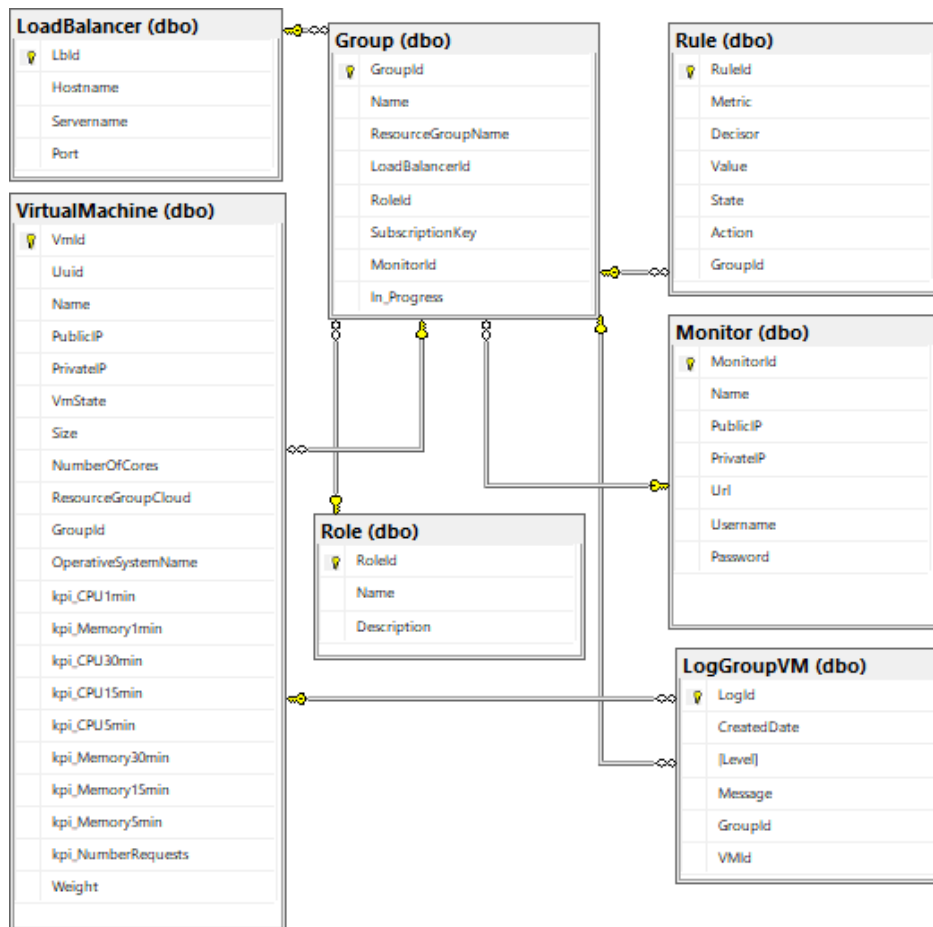 LoadBalancer (dbo)
LbId
Hostname
Servername
Port
VirtualMachine (dbo)
VmId
Uuid
Name
PublicIP
PrivateIP
VmState
Size
NumberOfCores
ResourceGroupCloud
GroupId
OperativeSystemName
kpi_CPU1min
kpi_Memory1min
kpi_CPU30min
kpi_CPU15min
kpi_CPU5min
kpi_Memory30min
kpi_Memory15min
kpi_Memory5min
kpi_NumberRequests
Weight
Group (dbo)
GroupId
Name
ResourceGroupName
LoadBalancerId
RoleId
SubscriptionKey
MonitorId
In_Progress
Role (dbo)
RoleId
Name
Description
Rule (dbo)
RuleId
Metric
Decisor
Value
State
Action
GroupId
Monitor (dbo)
MonitorId
Name
PublicIP
PrivateIP
Url
Username
Password
LogGroupVM (dbo)
LogId
CreatedDate
[Level]
Message
GroupId
VMId